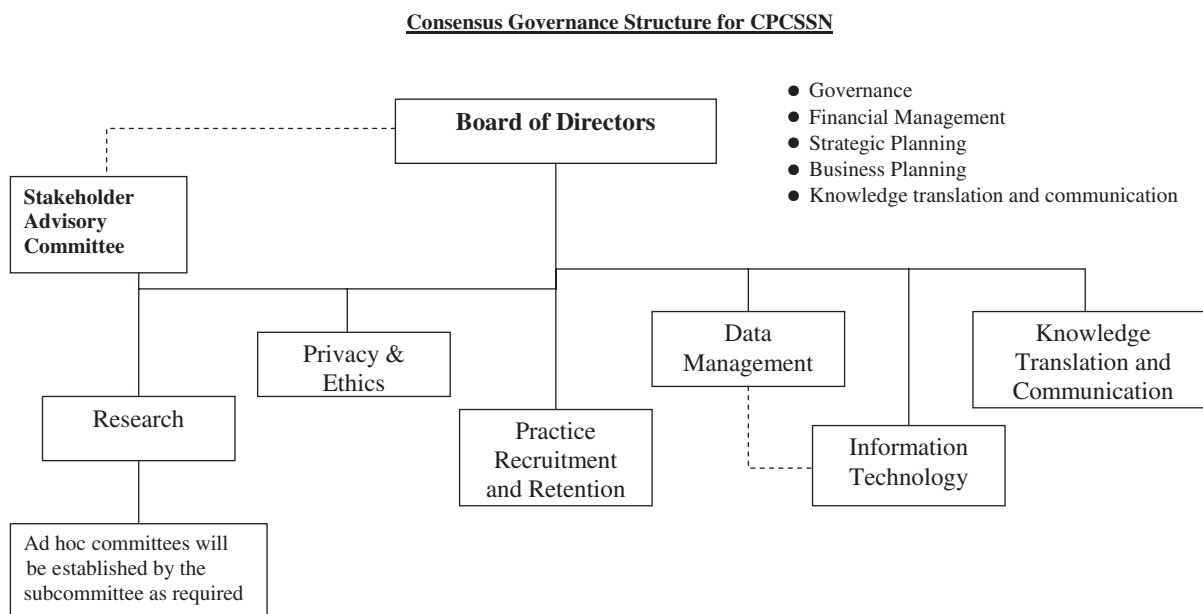 Consensus Governance Structure for CPCSSN
Board of Directors
● Governance
● Financial Management
● Strategic Planning
● Business Planning
● Knowledge translation and communication
Stakeholder
Advisory
Committee
Research
Privacy &
Ethics
Practice
Recruitment
and Retention
Data
Management
Information
Technology
Knowledge
Translation and
Communication
Ad hoc committees will
be established by the
subcommittee as required